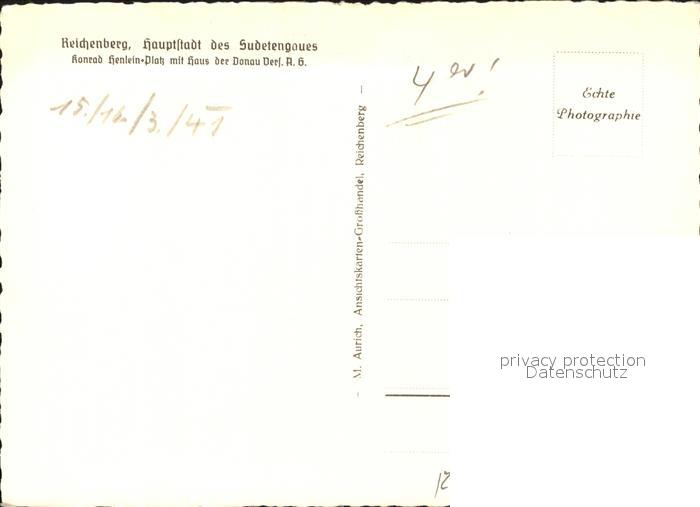 Reichenberg, Hauptstadt des Sudetengaues
Konrad Henlein-Platz mit Haus der Donau Vers. A. G.
15./16./3./41
4
Echte
Photographie
- M. Aurich, Ansichtskarten-Großhandel, Reichenberg -
privacy protection
Datenschutz